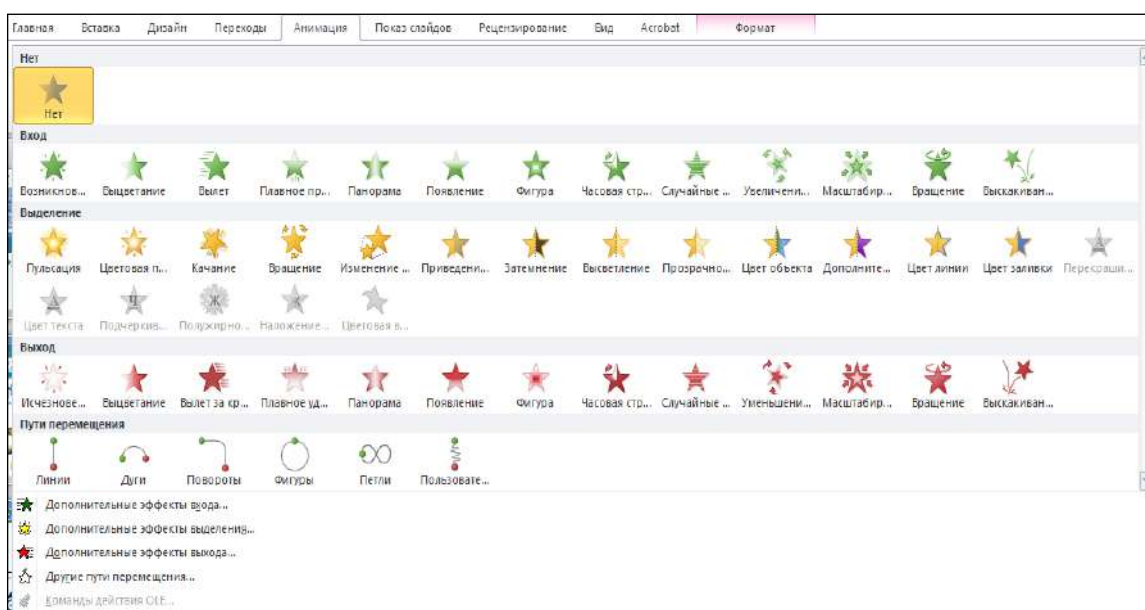 Главная Вставка Дизайн Переходы Анимация Показ слайдов Рецензирование Вид Acrobat Формат
Нет
Нет
Вход
Возникнов... Выцветание Вылет Плавное пр... Панорама Появление Фигура Часовая стр... Случайные ... Увеличени... Масштабир... Вращение Выскакиван...
Выделение
Пульсация Цветовая п... Качание Вращение Изменение ... Приведени... Затемнение Высветление Прозрачно... Цвет объекта Дополните... Цвет линии Цвет заливки Перекраши...
Цвет текста Подчеркив... Полужирно... Наложение... Цветовая в...
Выход
Исчезнове... Выцветание Вылет за кр... Плавное уд... Панорама Появление Фигура Часовая стр... Случайные ... Уменьшени... Масштабир... Вращение Выскакиван...
Пути перемещения
Линии Дуги Повороты Фигуры Петли Пользовате...
Дополнительные эффекты входа...
Дополнительные эффекты выделения...
Дополнительные эффекты выхода...
Другие пути перемещения...
Команды действия OLE...